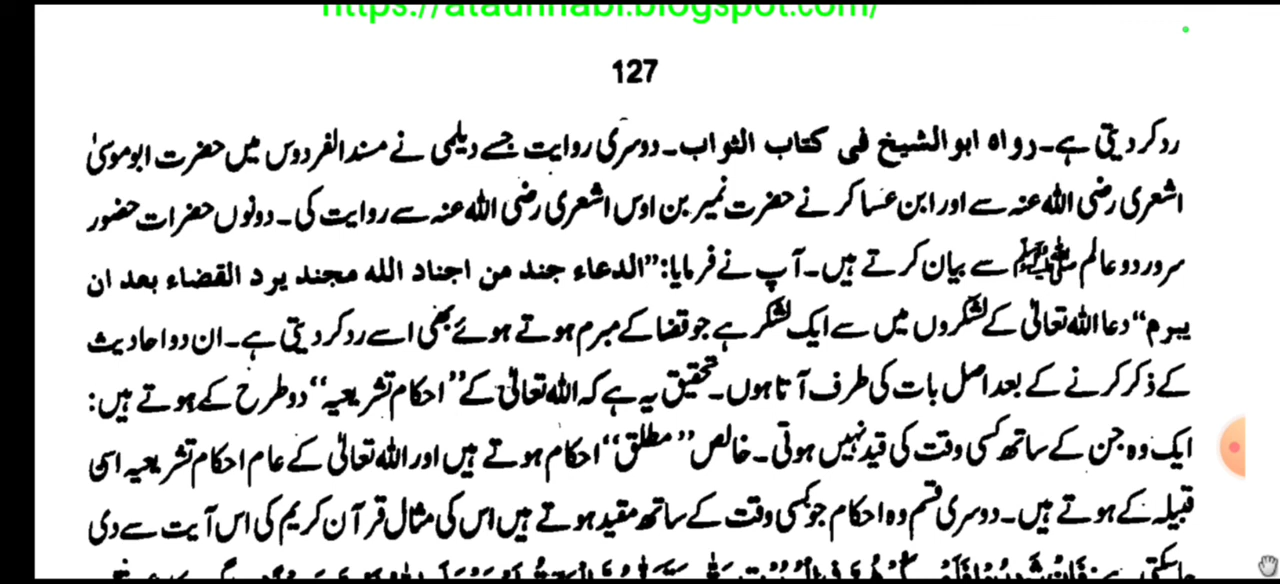 https://ataunnabi.blogspot.com/
127
رد کر دیتی ہے۔ رواہ ابو الشیخ فی کتاب الثواب۔ دوسری روایت جسے دیلمی نے مسند الفردوس میں حضرت ابو موسیٰ
اشعری رضی اللہ عنہ سے اور ابن عساکر نے حضرت نمیر بن اوس اشعری رضی اللہ عنہ سے روایت کی۔ دونوں حضرات حضور
سرور دو عالم ﷺ سے بیان کرتے ہیں۔ آپ نے فرمایا: ’’الدعاء جند من اجناد الله مجند یرد القضاء بعد ان
یبرم‘‘ دعا اللہ تعالیٰ کے لشکروں میں سے ایک لشکر ہے جو قضا کے مبرم ہوتے ہوئے بھی اسے رد کر دیتی ہے۔ ان دو احادیث
کے ذکر کرنے کے بعد اصل بات کی طرف آتا ہوں۔ تحقیق یہ ہے کہ اللہ تعالیٰ کے ’’احکام تشریعیہ‘‘ دو طرح کے ہوتے ہیں:
ایک وہ جن کے ساتھ کسی وقت کی قید نہیں ہوتی۔ خالص ’’مطلق‘‘ احکام ہوتے ہیں اور اللہ تعالیٰ کے عام احکام تشریعیہ اسی
قبیلہ کے ہوتے ہیں۔ دوسری قسم وہ احکام جو کسی وقت کے ساتھ مقید ہوتے ہیں اس کی مثال قرآن کریم کی اس آیت سے دی